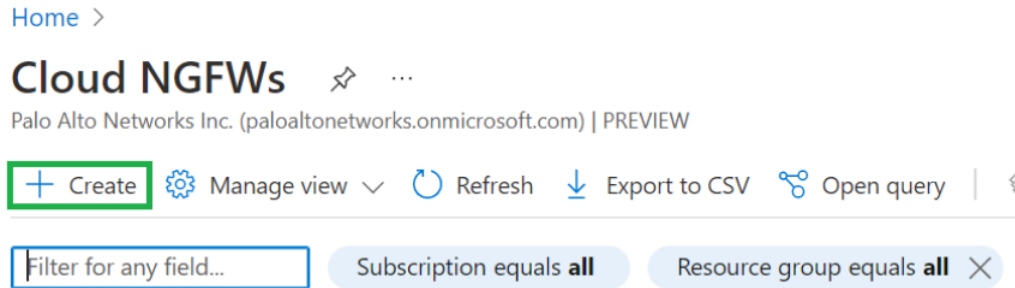 Home >
Cloud NGFWs ...
Palo Alto Networks Inc. (paloaltonetworks.onmicrosoft.com) | PREVIEW
+ Create Manage view Refresh Export to CSV Open query
Filter for any field... Subscription equals all Resource group equals all